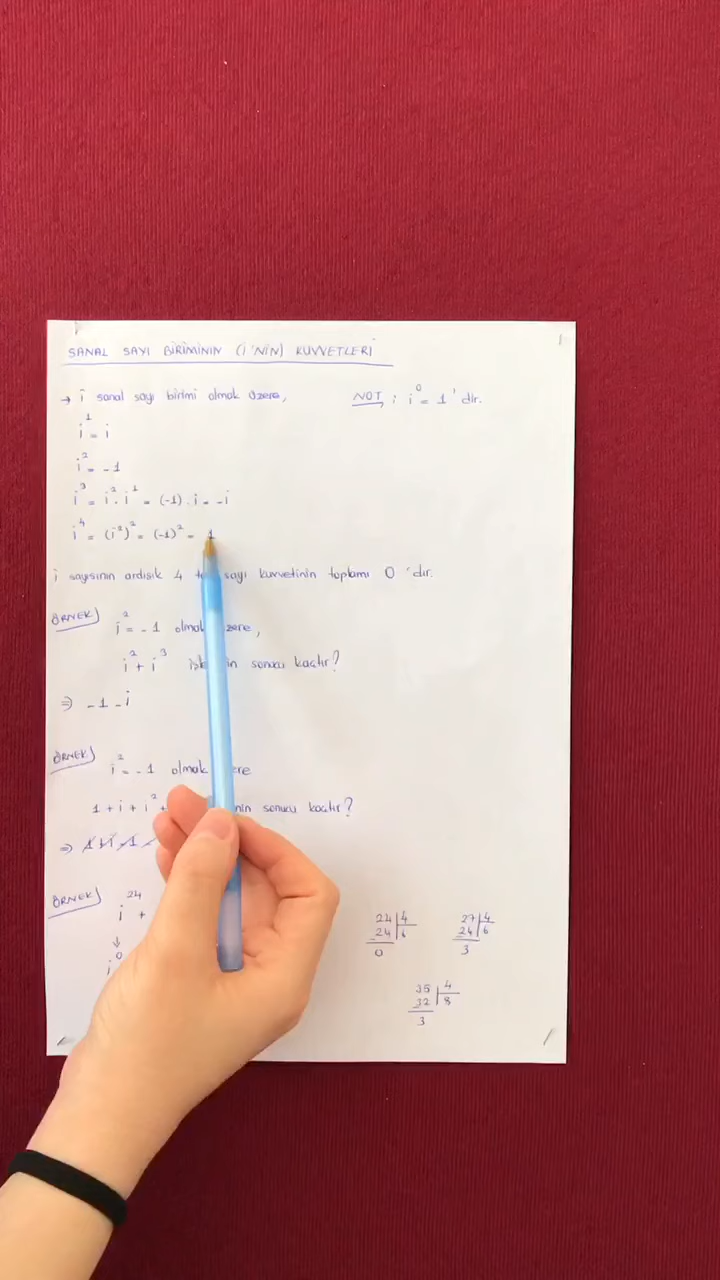 SANAL SAYI BİRİMİNİN (İ'NİN) KUVVETLERİ
→ i sanal sayı birimi olmak üzere,
NOT : i⁰ = 1'dir.
i¹ = i
i² = -1
i³ = i² . i¹ = (-1) . i = -i
i⁴ = (i²)² = (-1)² = 1
i sayısının ardışık 4 sayı kuvvetinin toplamı 0'dır.
ÖRNEK) i² = -1 olmak üzere,
i² + i³ sonucu kaçtır?
⇒ -1 - i
ÖRNEK) i² = -1 olmak üzere
1 + i + i² + sonucu kaçtır?
ÖRNEK) i²⁴ +
↓
i⁰
24 | 4
-24 | 6
0
27 | 4
-24 | 6
3
35 | 4
-32 | 8
3